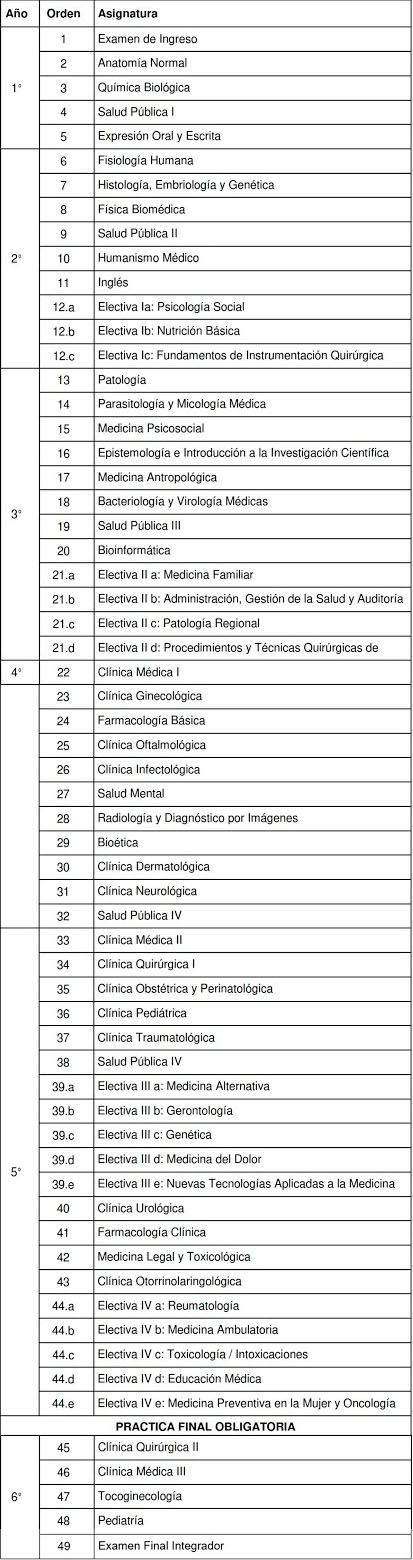 Año Orden Asignatura
1° 1 Examen de Ingreso
2 Anatomía Normal
3 Química Biológica
4 Salud Pública I
5 Expresión Oral y Escrita
2° 6 Fisiología Humana
7 Histología, Embriología y Genética
8 Física Biomédica
9 Salud Pública II
10 Humanismo Médico
11 Inglés
12.a Electiva Ia: Psicología Social
12.b Electiva Ib: Nutrición Básica
12.c Electiva Ic: Fundamentos de Instrumentación Quirúrgica
3° 13 Patología
14 Parasitología y Micología Médica
15 Medicina Psicosocial
16 Epistemología e Introducción a la Investigación Científica
17 Medicina Antropológica
18 Bacteriología y Virología Médicas
19 Salud Pública III
20 Bioinformática
21.a Electiva II a: Medicina Familiar
21.b Electiva II b: Administración, Gestión de la Salud y Auditoría
21.c Electiva II c: Patología Regional
21.d Electiva II d: Procedimientos y Técnicas Quirúrgicas de
4° 22 Clínica Médica I
23 Clínica Ginecológica
24 Farmacología Básica
25 Clínica Oftalmológica
26 Clínica Infectológica
27 Salud Mental
28 Radiología y Diagnóstico por Imágenes
29 Bioética
30 Clínica Dermatológica
31 Clínica Neurológica
32 Salud Pública IV
5° 33 Clínica Médica II
34 Clínica Quirúrgica I
35 Clínica Obstétrica y Perinatológica
36 Clínica Pediátrica
37 Clínica Traumatológica
38 Salud Pública IV
39.a Electiva III a: Medicina Alternativa
39.b Electiva III b: Gerontología
39.c Electiva III c: Genética
39.d Electiva III d: Medicina del Dolor
39.e Electiva III e: Nuevas Tecnologías Aplicadas a la Medicina
40 Clínica Urológica
41 Farmacología Clínica
42 Medicina Legal y Toxicológica
43 Clínica Otorrinolaringológica
44.a Electiva IV a: Reumatología
44.b Electiva IV b: Medicina Ambulatoria
44.c Electiva IV c: Toxicología / Intoxicaciones
44.d Electiva IV d: Educación Médica
44.e Electiva IV e: Medicina Preventiva en la Mujer y Oncología
PRACTICA FINAL OBLIGATORIA
6° 45 Clínica Quirúrgica II
46 Clínica Médica III
47 Tocoginecología
48 Pediatría
49 Examen Final Integrador